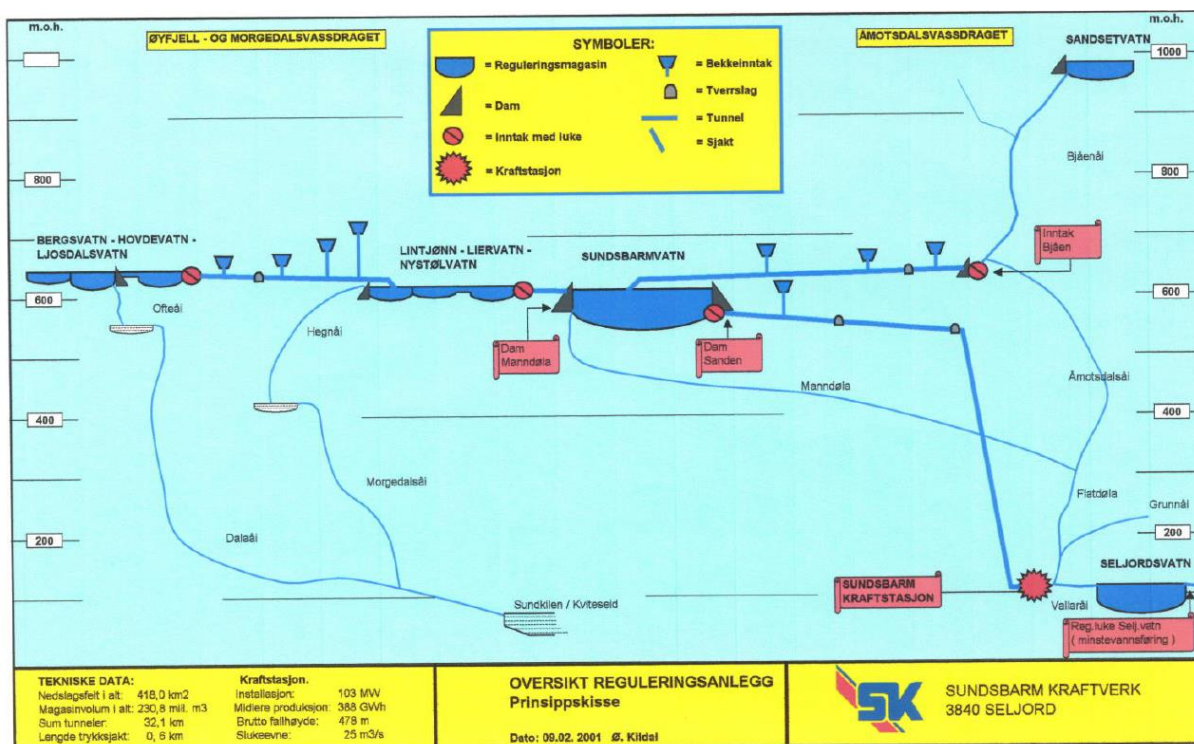 m.o.h.
ØYFJELL - OG MORGEDALSVASSDRAGET
SYMBOLER:
= Reguleringsmagasin
= Dam
= Inntak med luke
= Kraftstasjon
= Bekkeinntak
= Tverrslag
= Tunnel
= Sjakt
ÅMOTSDALSVASSDRAGET
m.o.h.
SANDSETVATN
1000
Bjåenåi
800
800
BERGSVATN - HOVDEVATN -
LJOSDALSVATN
LINTJØNN - LIERVATN -
NYSTØLVATN
SUNDSBARMVATN
Inntak
Bjåen
600
600
Ofteåi
Hegnåi
Dam
Manndøla
Dam
Sanden
Manndøla
Åmotsdalsåi
400
400
Morgedalsåi
Flatdøla
Grunnåi
200
200
Dalaåi
SELJORDSVATN
SUNDSBARM
KRAFTSTASJON
Vallaråi
Sundkilen / Kviteseid
Reg.luke Selj.vatn
( minstevannsføring )
TEKNISKE DATA:
Nedslagsfelt i alt: 418,0 km2
Magasinvolum i alt: 230,8 mill. m3
Sum tunneler: 32,1 km
Lengde trykksjakt: 0, 6 km
Kraftstasjon.
Installasjon: 103 MW
Midlere produksjon: 388 GWh
Brutto fallhøyde: 478 m
Slukeevne: 25 m3/s
OVERSIKT REGULERINGSANLEGG
Prinsippskisse
Dato: 09.02. 2001 Ø. Kildal
SK
SUNDSBARM KRAFTVERK
3840 SELJORD